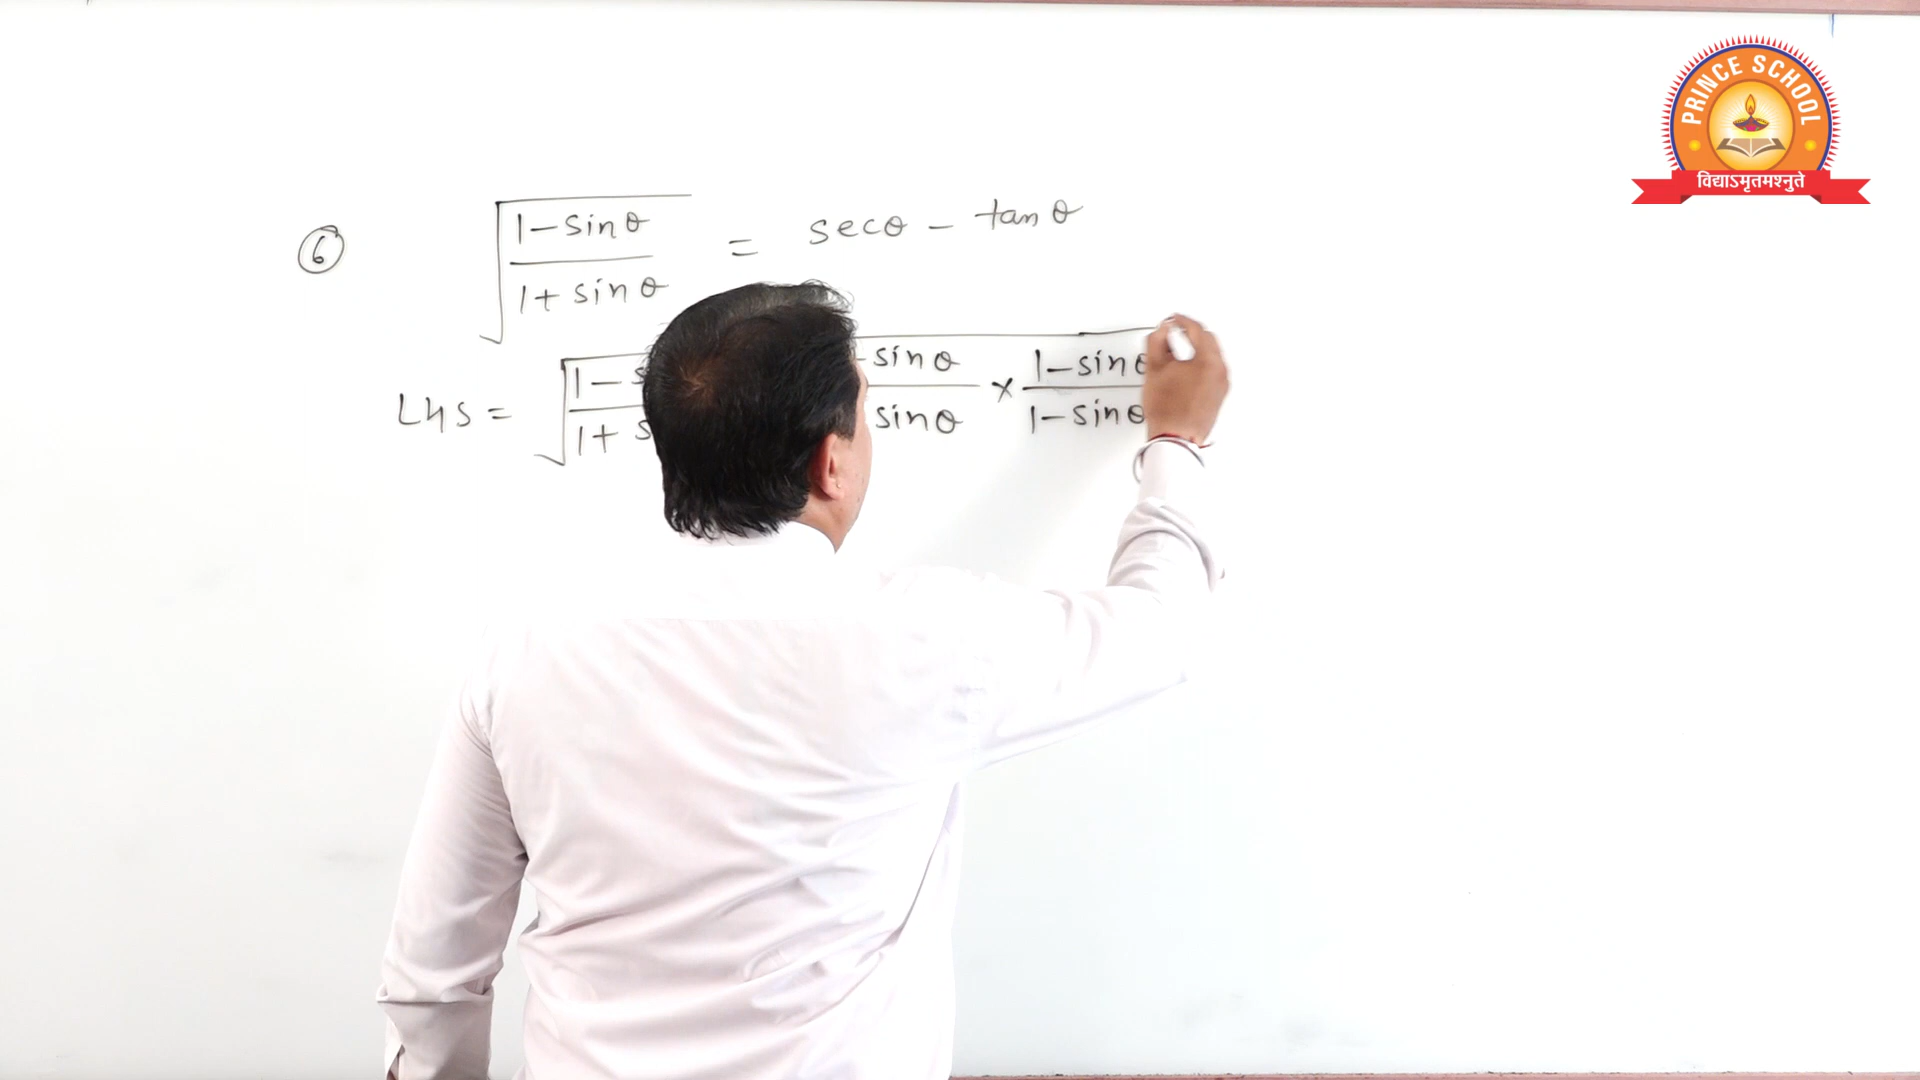 PRINCE SCHOOL
विद्याऽमृतमश्नुते
6 √((1-sinθ)/(1+sinθ)) = secθ - tanθ
LHS = √((1-s)/(1+s) sinθ/sinθ × (1-sinθ)/(1-sinθ)